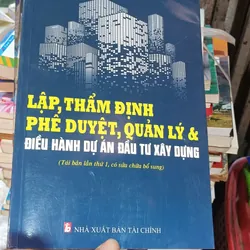 LẬP, THẨM ĐỊNH
PHÊ DUYỆT, QUẢN LÝ &
ĐIỀU HÀNH DỰ ÁN ĐẦU TƯ XÂY DỰNG
(Tái bản lần thứ 1, có sửa chữa bổ sung)
NHÀ XUẤT BẢN TÀI CHÍNH